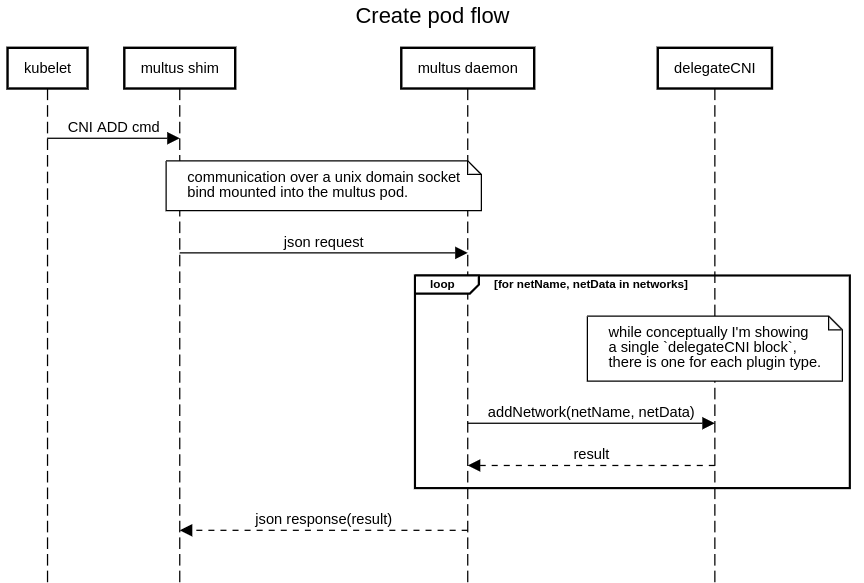 Create pod flow
kubelet
multus shim
multus daemon
delegateCNI
CNI ADD cmd
communication over a unix domain socket
bind mounted into the multus pod.
json request
loop
[for netName, netData in networks]
while conceptually I'm showing
a single `delegateCNI block`,
there is one for each plugin type.
addNetwork(netName, netData)
result
json response(result)